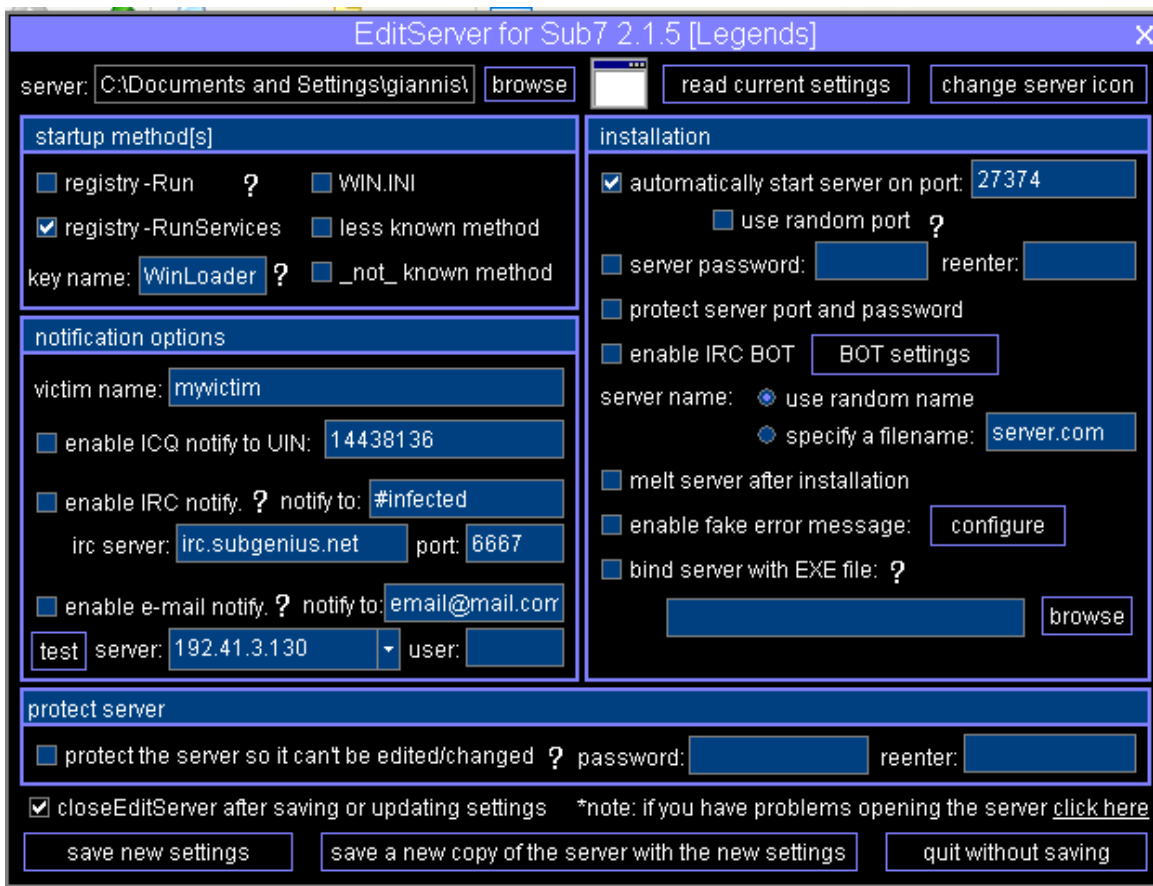 EditServer for Sub7 2.1.5 [Legends] X
server: C:\Documents and Settings\giannis\ browse read current settings change server icon
startup method[s]
registry -Run ? WIN.INI
registry -RunServices less known method
key name: WinLoader ? _not_ known method
notification options
victim name: myvictim
enable ICQ notify to UIN: 14438136
enable IRC notify. ? notify to: #infected
irc server: irc.subgenius.net port: 6667
enable e-mail notify. ? notify to: email@mail.com
test server: 192.41.3.130 user:
installation
automatically start server on port: 27374
use random port ?
server password: reenter:
protect server port and password
enable IRC BOT BOT settings
server name: use random name
specify a filename: server.com
melt server after installation
enable fake error message: configure
bind server with EXE file: ?
browse
protect server
protect the server so it can't be edited/changed ? password: reenter:
closeEditServer after saving or updating settings *note: if you have problems opening the server click here
save new settings save a new copy of the server with the new settings quit without saving